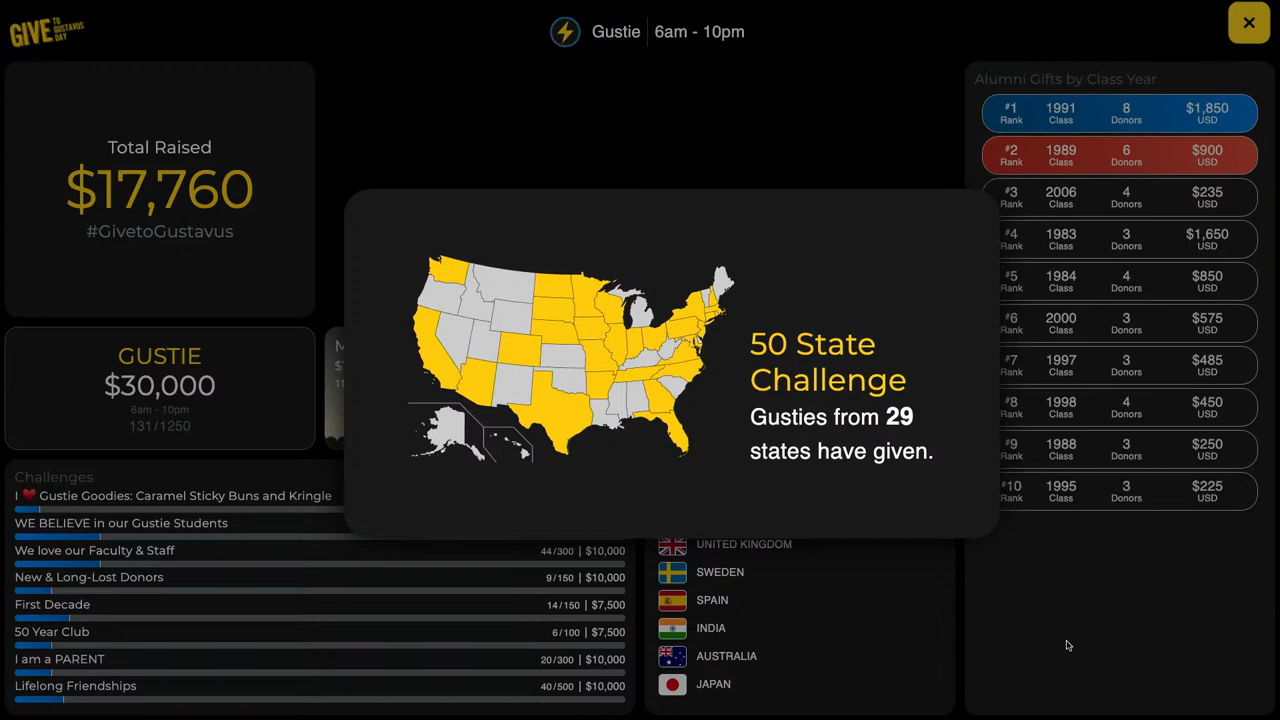 GIVE TO GUSTAVUS DAY
Gustie | 6am - 10pm
×
Total Raised
$17,760
#GivetoGustavus
GUSTIE
$30,000
6am - 10pm
131/1250
50 State
Challenge
Gusties from 29
states have given.
Challenges
I ❤️ Gustie Goodies: Caramel Sticky Buns and Kringle
WE BELIEVE in our Gustie Students
We love our Faculty & Staff 44/300 | $10,000
New & Long-Lost Donors 9/150 | $10,000
First Decade 14/150 | $7,500
50 Year Club 6/100 | $7,500
I am a PARENT 20/300 | $10,000
Lifelong Friendships 40/500 | $10,000
UNITED KINGDOM
SWEDEN
SPAIN
INDIA
AUSTRALIA
JAPAN
Alumni Gifts by Class Year
#1 1991 8 $1,850
Rank Class Donors USD
#2 1989 6 $900
Rank Class Donors USD
#3 2006 4 $235
Rank Class Donors USD
#4 1983 3 $1,650
Rank Class Donors USD
#5 1984 4 $850
Rank Class Donors USD
#6 2000 3 $575
Rank Class Donors USD
#7 1997 3 $485
Rank Class Donors USD
#8 1998 4 $450
Rank Class Donors USD
#9 1988 3 $250
Rank Class Donors USD
#10 1995 3 $225
Rank Class Donors USD